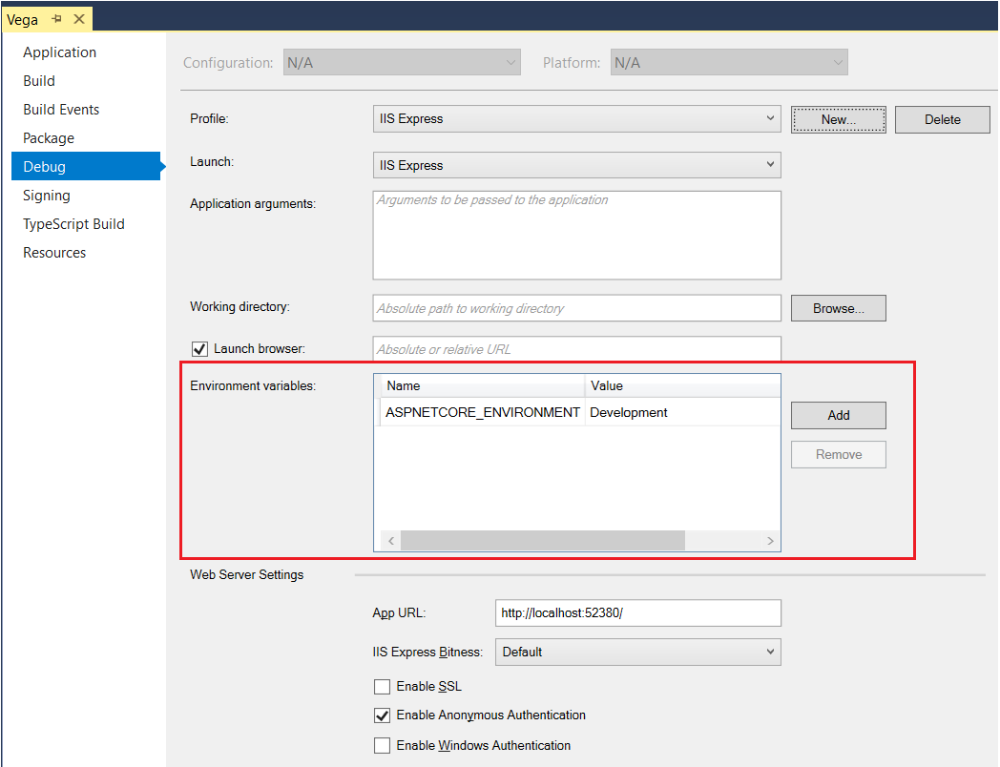 Vega
Application
Build
Build Events
Package
Debug
Signing
TypeScript Build
Resources
Configuration: N/A Platform: N/A
Profile: IIS Express New... Delete
Launch: IIS Express
Application arguments: Arguments to be passed to the application
Working directory: Absolute path to working directory Browse...
Launch browser: Absolute or relative URL
Environment variables: Name Value
ASPNETCORE_ENVIRONMENT Development
Add
Remove
Web Server Settings
App URL: http://localhost:52380/
IIS Express Bitness: Default
Enable SSL
Enable Anonymous Authentication
Enable Windows Authentication